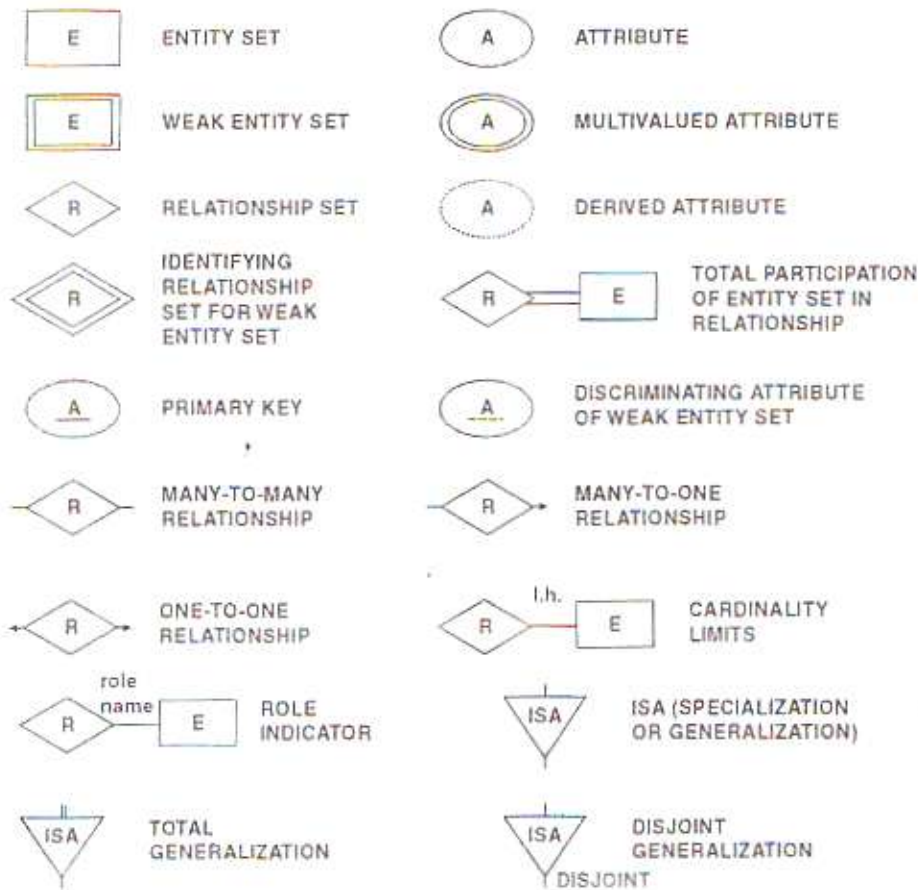 E ENTITY SET
A ATTRIBUTE
E WEAK ENTITY SET
A MULTIVALUED ATTRIBUTE
R RELATIONSHIP SET
A DERIVED ATTRIBUTE
R
IDENTIFYING
RELATIONSHIP
SET FOR WEAK
ENTITY SET
R E
TOTAL PARTICIPATION
OF ENTITY SET IN
RELATIONSHIP
A PRIMARY KEY
A
DISCRIMINATING ATTRIBUTE
OF WEAK ENTITY SET
R
MANY-TO-MANY
RELATIONSHIP
R
MANY-TO-ONE
RELATIONSHIP
R
ONE-TO-ONE
RELATIONSHIP
l.h.
R E
CARDINALITY
LIMITS
role
name
R E
ROLE
INDICATOR
ISA
ISA (SPECIALIZATION
OR GENERALIZATION)
ISA
TOTAL
GENERALIZATION
ISA
DISJOINT
GENERALIZATION
DISJOINT